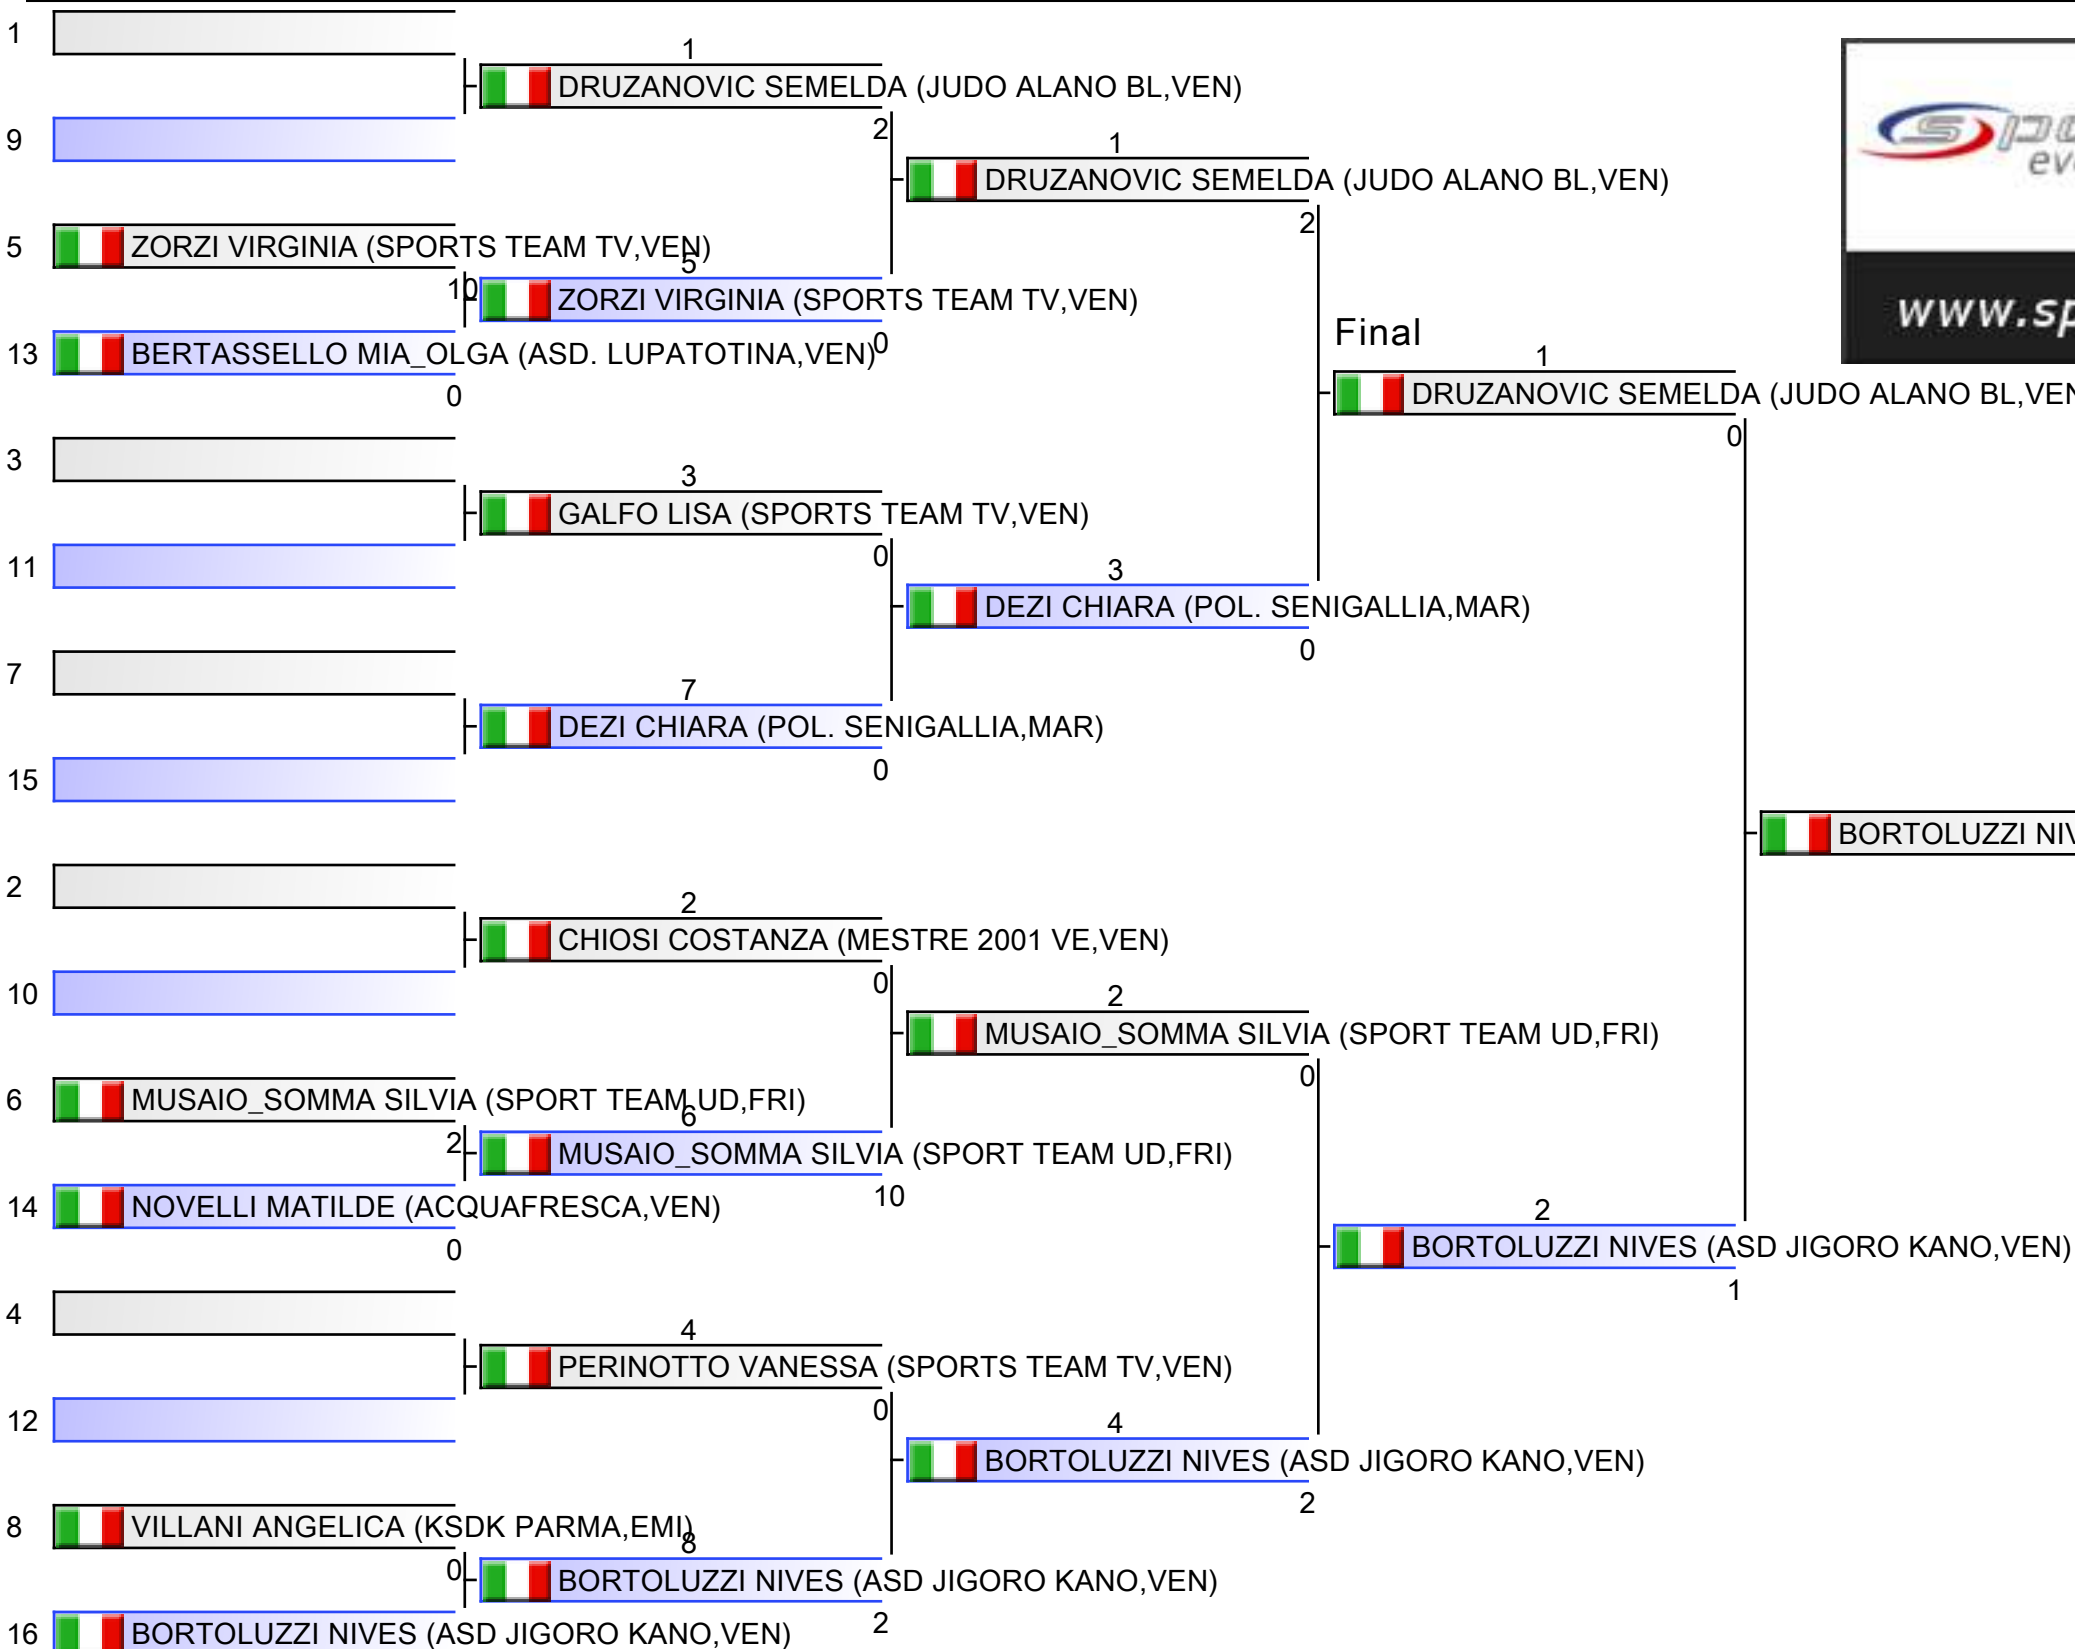 1
1
DRUZANOVIC SEMELDA (JUDO ALANO BL,VEN)
9
2
1
DRUZANOVIC SEMELDA (JUDO ALANO BL,VEN)
2
5 ZORZI VIRGINIA (SPORTS TEAM TV,VEN)
5
10
ZORZI VIRGINIA (SPORTS TEAM TV,VEN)
0
13 BERTASSELLO MIA_OLGA (ASD. LUPATOTINA,VEN)
0
www.sp
Final
1
DRUZANOVIC SEMELDA (JUDO ALANO BL,VEN
0
3
3
GALFO LISA (SPORTS TEAM TV,VEN)
0
11
3
DEZI CHIARA (POL. SENIGALLIA,MAR)
0
7
7
DEZI CHIARA (POL. SENIGALLIA,MAR)
0
15
BORTOLUZZI NIV
2
2
CHIOSI COSTANZA (MESTRE 2001 VE,VEN)
0
10
2
MUSAIO_SOMMA SILVIA (SPORT TEAM UD,FRI)
0
6 MUSAIO_SOMMA SILVIA (SPORT TEAM UD,FRI)
6
2
MUSAIO_SOMMA SILVIA (SPORT TEAM UD,FRI)
10
14 NOVELLI MATILDE (ACQUAFRESCA,VEN)
0
2
BORTOLUZZI NIVES (ASD JIGORO KANO,VEN)
1
4
4
PERINOTTO VANESSA (SPORTS TEAM TV,VEN)
0
12
4
BORTOLUZZI NIVES (ASD JIGORO KANO,VEN)
2
8 VILLANI ANGELICA (KSDK PARMA,EMI)
8
0
BORTOLUZZI NIVES (ASD JIGORO KANO,VEN)
2
16 BORTOLUZZI NIVES (ASD JIGORO KANO,VEN)